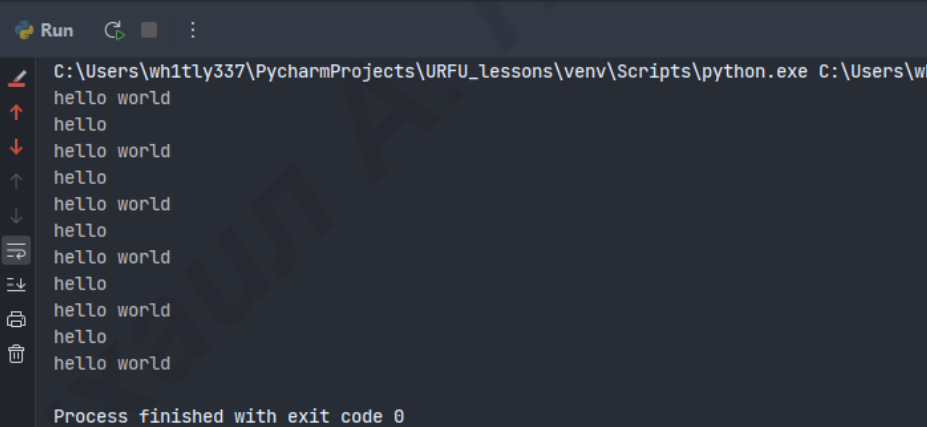 Run
C:\Users\wh1tly337\PycharmProjects\URFU_lessons\venv\Scripts\python.exe C:\Users\w
hello world
hello
hello world
hello
hello world
hello
hello world
hello
hello world
hello
hello world
Process finished with exit code 0